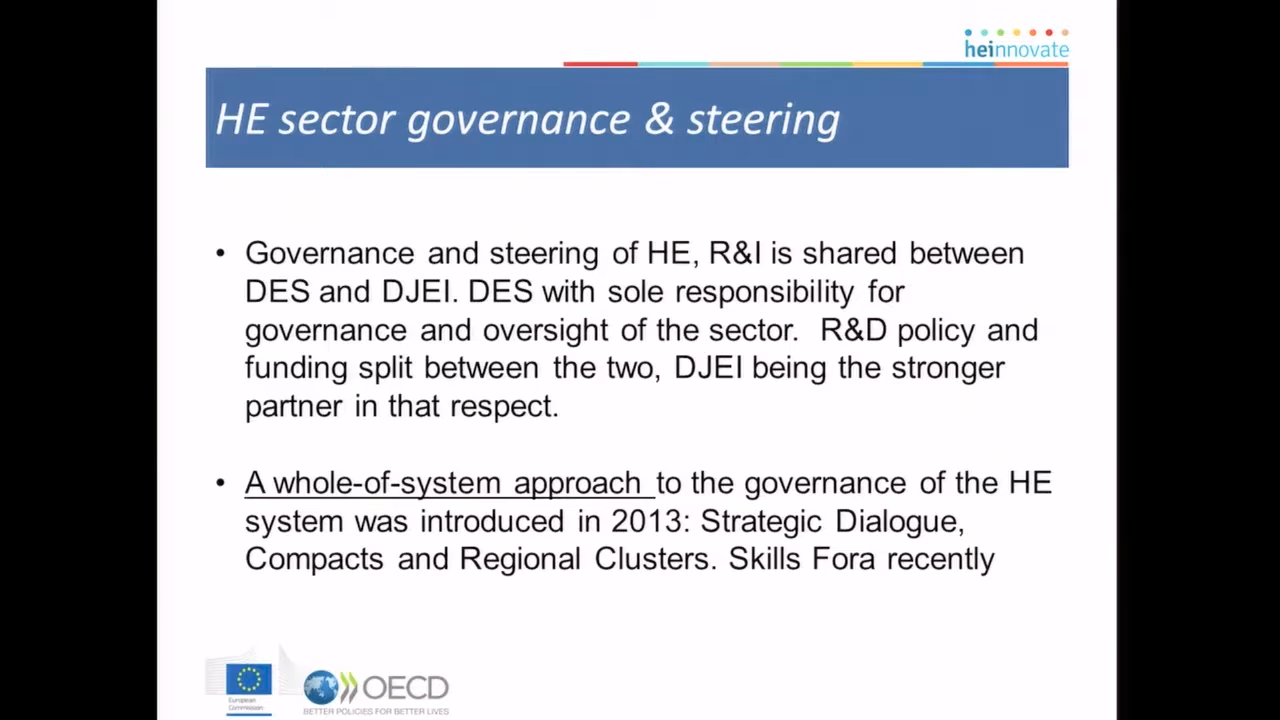 heinnovate
HE sector governance & steering
• Governance and steering of HE, R&I is shared between
DES and DJEI. DES with sole responsibility for
governance and oversight of the sector. R&D policy and
funding split between the two, DJEI being the stronger
partner in that respect.
• A whole-of-system approach to the governance of the HE
system was introduced in 2013: Strategic Dialogue,
Compacts and Regional Clusters. Skills Fora recently
European
Commission
OECD
BETTER POLICIES FOR BETTER LIVES